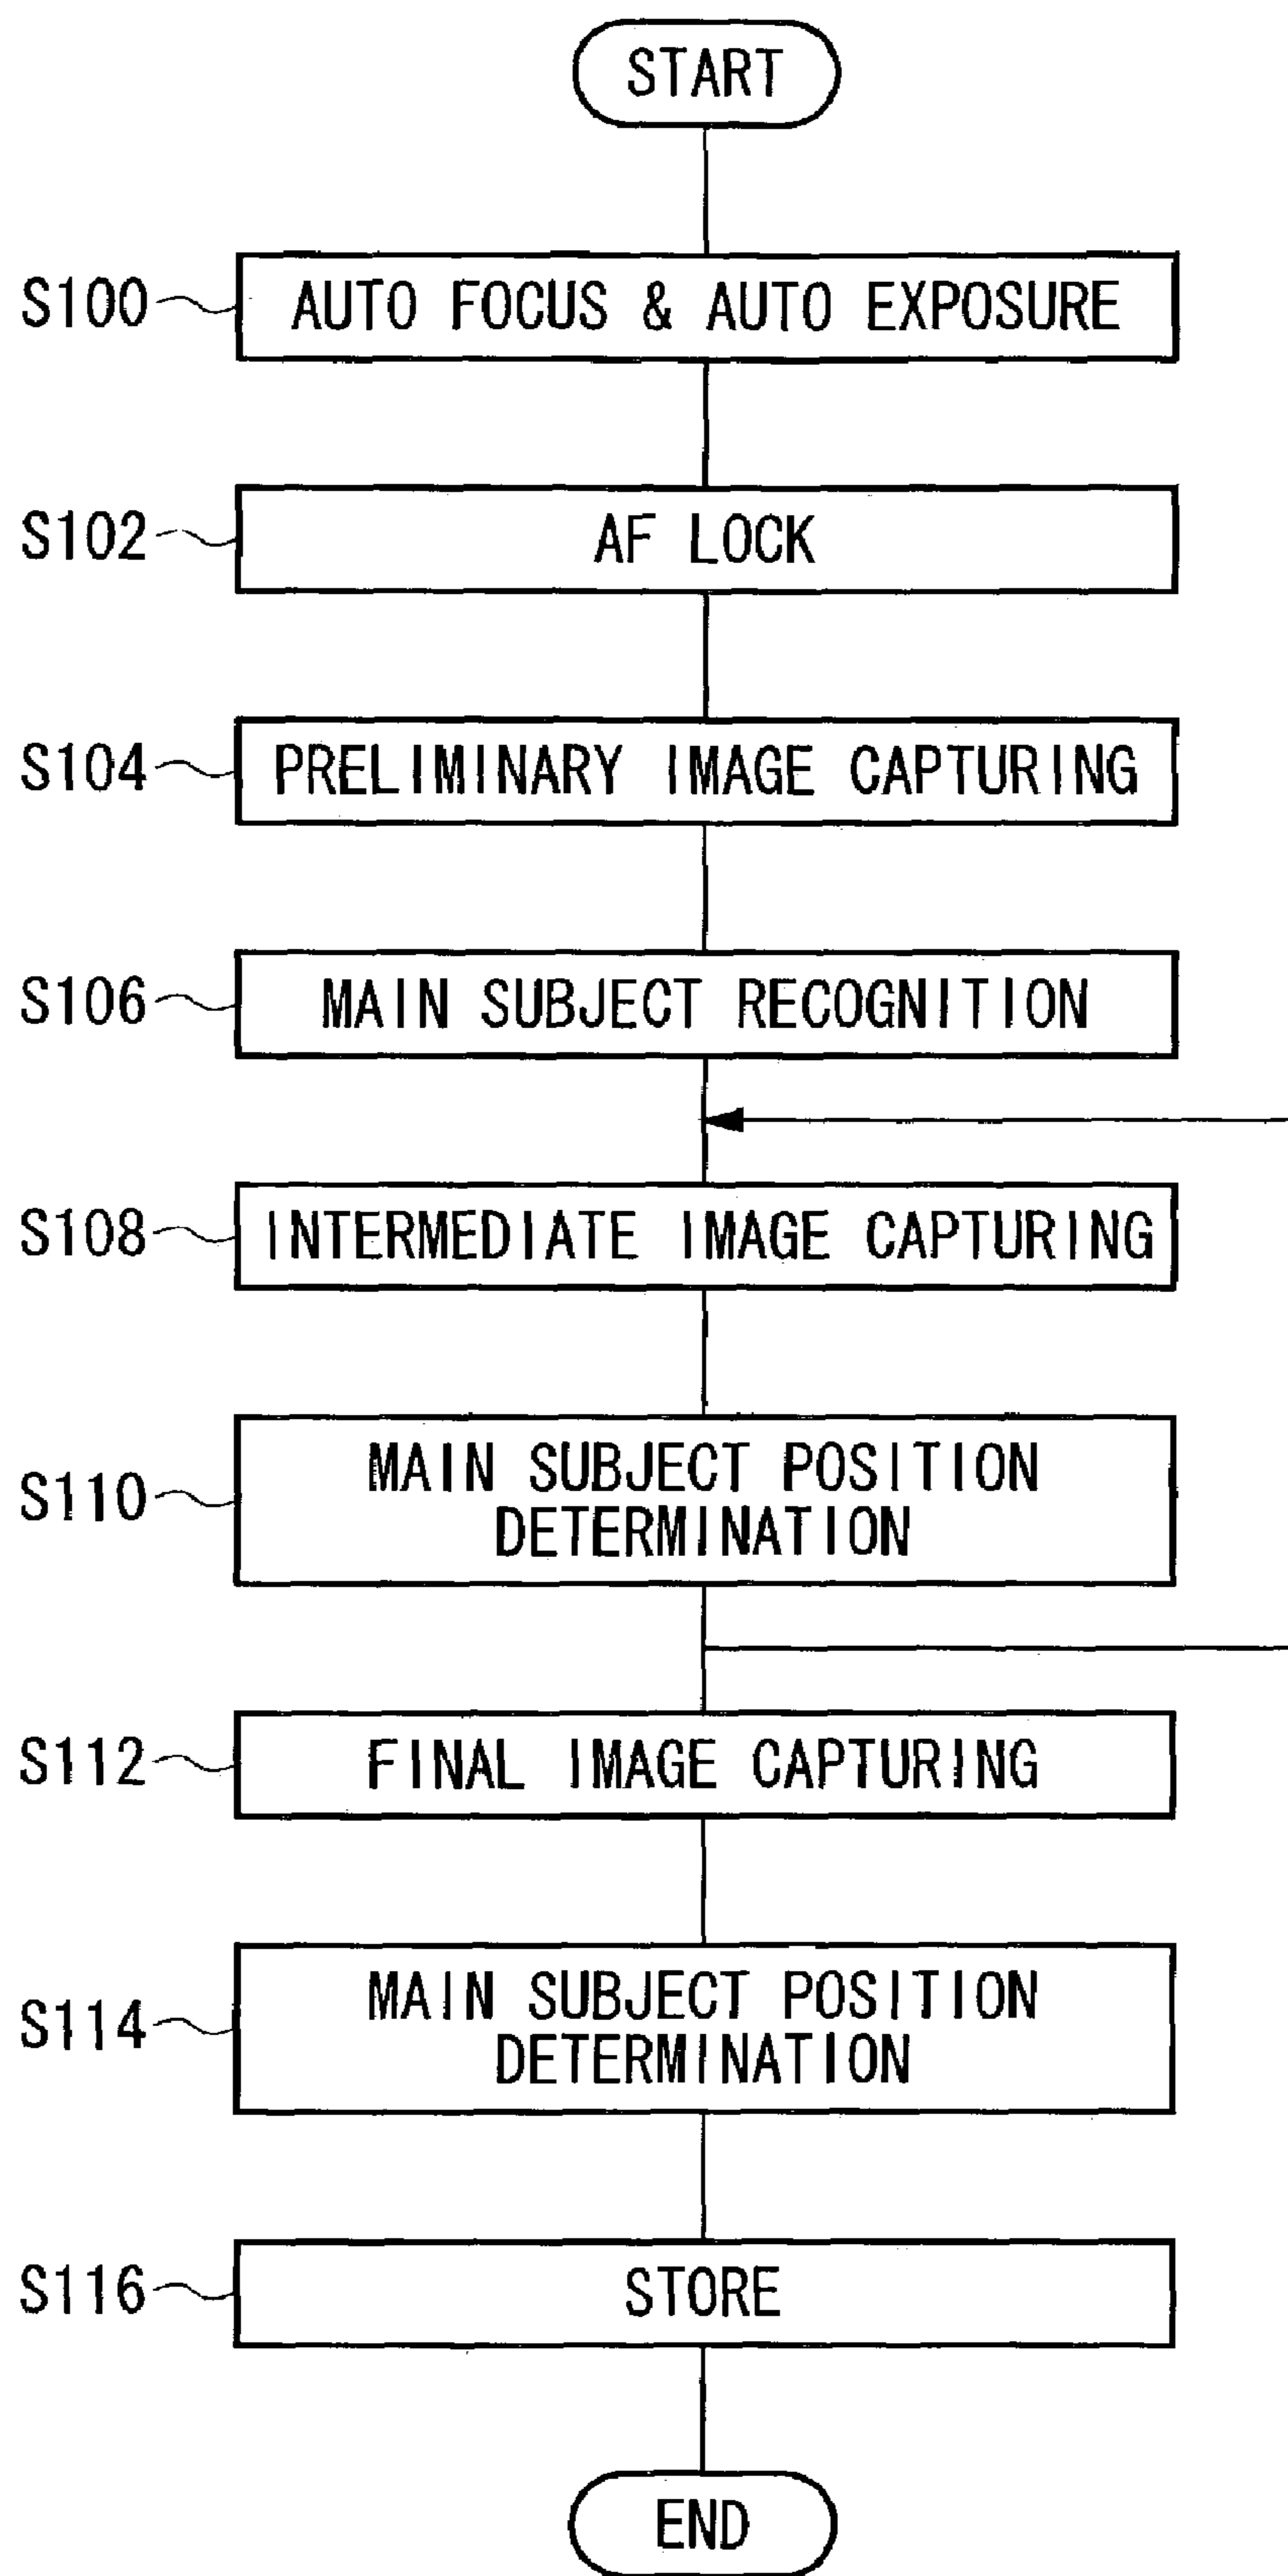 START
S100
AUTO FOCUS & AUTO EXPOSURE
S102
AF LOCK
S104
PRELIMINARY IMAGE CAPTURING
S106
MAIN SUBJECT RECOGNITION
S108
INTERMEDIATE IMAGE CAPTURING
S110
MAIN SUBJECT POSITION
DETERMINATION
S112
FINAL IMAGE CAPTURING
S114
MAIN SUBJECT POSITION
DETERMINATION
S116
STORE
END